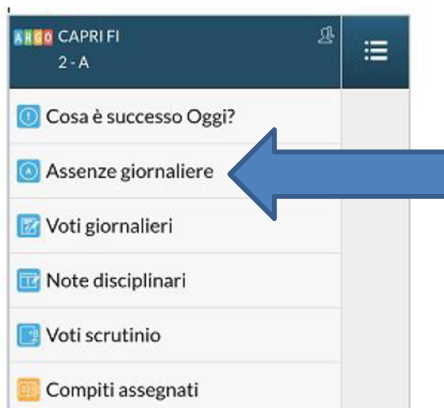 ARGO CAPRI FI
2 - A
Cosa è successo Oggi?
Assenze giornaliere
Voti giornalieri
Note disciplinari
Voti scrutinio
Compiti assegnati